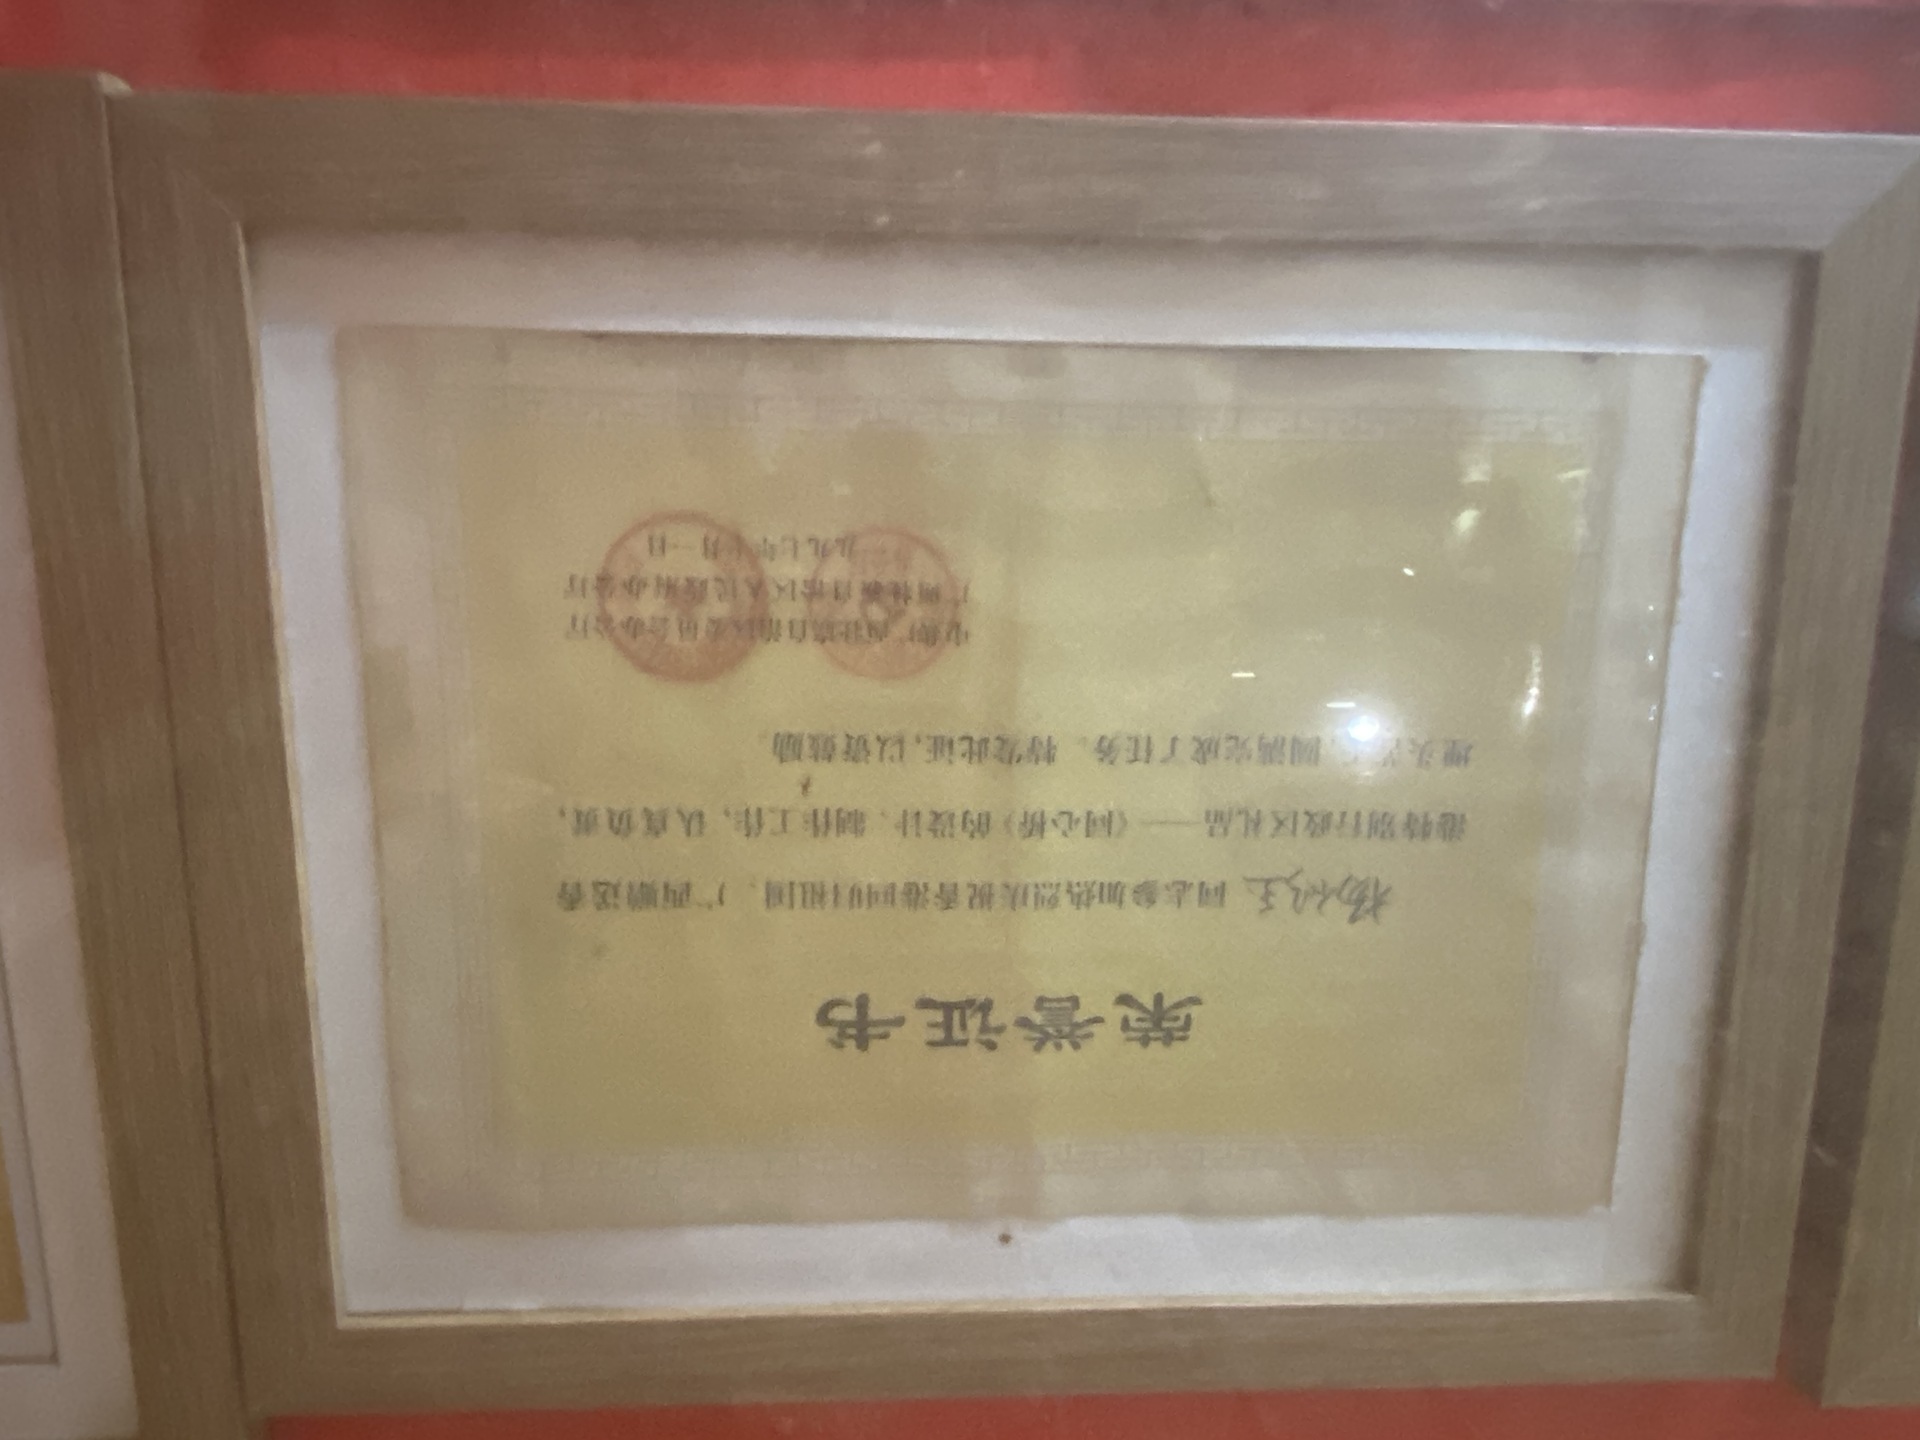 荣誉证书
同志参加热烈庆祝香港回归祖国、广西赠送香
港特别行政区礼品——《同心桥》的设计、制作工作,认真负责,
埋头 圆满完成了任务。特发此证,以资鼓励。
中共广西壮族自治区委员会办公厅
广西壮族自治区人民政府办公厅
一九九七年十月一日